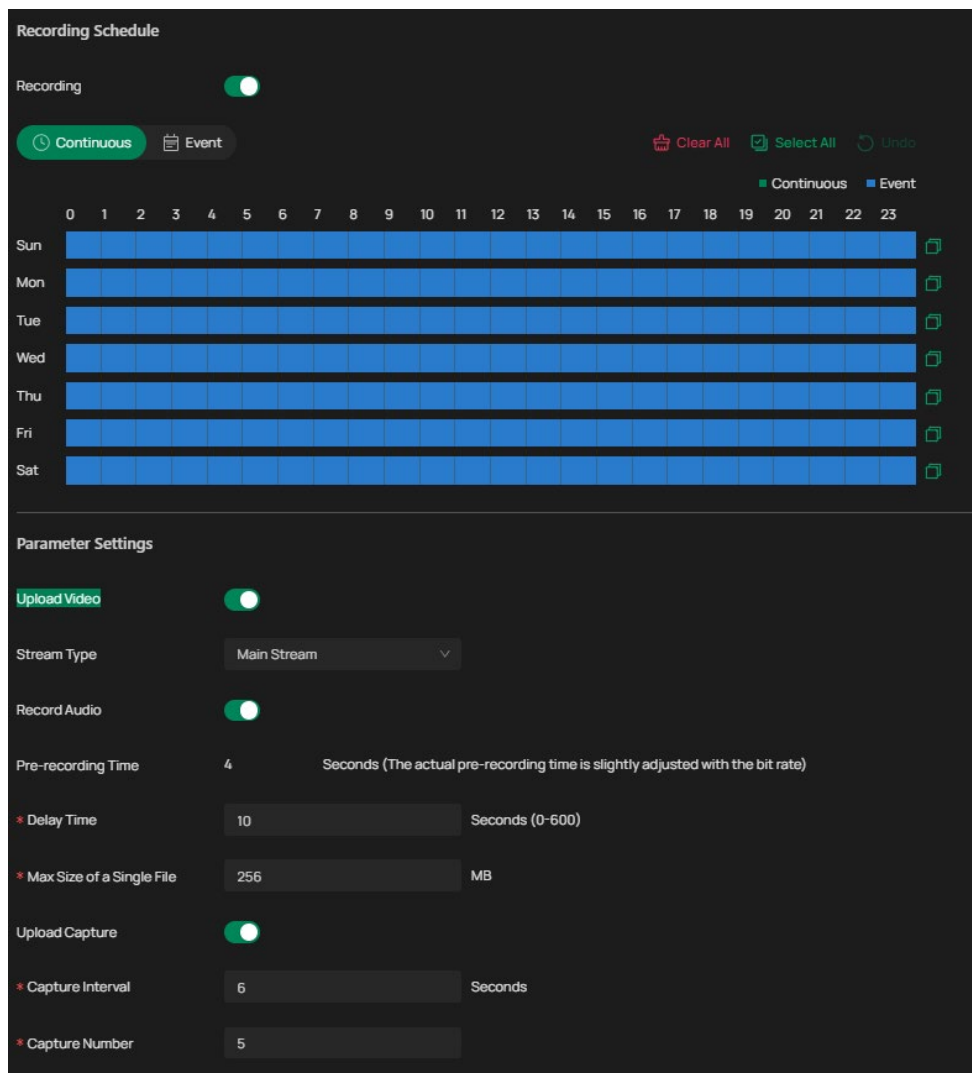 Recording Schedule
Recording
Continuous Event Clear All Select All Undo
Continuous Event
0 1 2 3 4 5 6 7 8 9 10 11 12 13 14 15 16 17 18 19 20 21 22 23
Sun
Mon
Tue
Wed
Thu
Fri
Sat
Parameter Settings
Upload Video
Stream Type Main Stream
Record Audio
Pre-recording Time 4 Seconds (The actual pre-recording time is slightly adjusted with the bit rate)
* Delay Time 10 Seconds (0-600)
* Max Size of a Single File 256 MB
Upload Capture
* Capture Interval 6 Seconds
* Capture Number 5